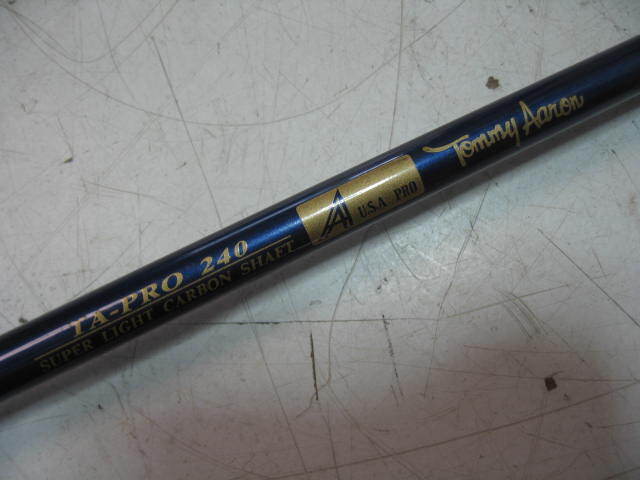 TA-PRO 240
SUPER LIGHT CARBON SHAFT
A U.S.A PRO
Tommy Aaron